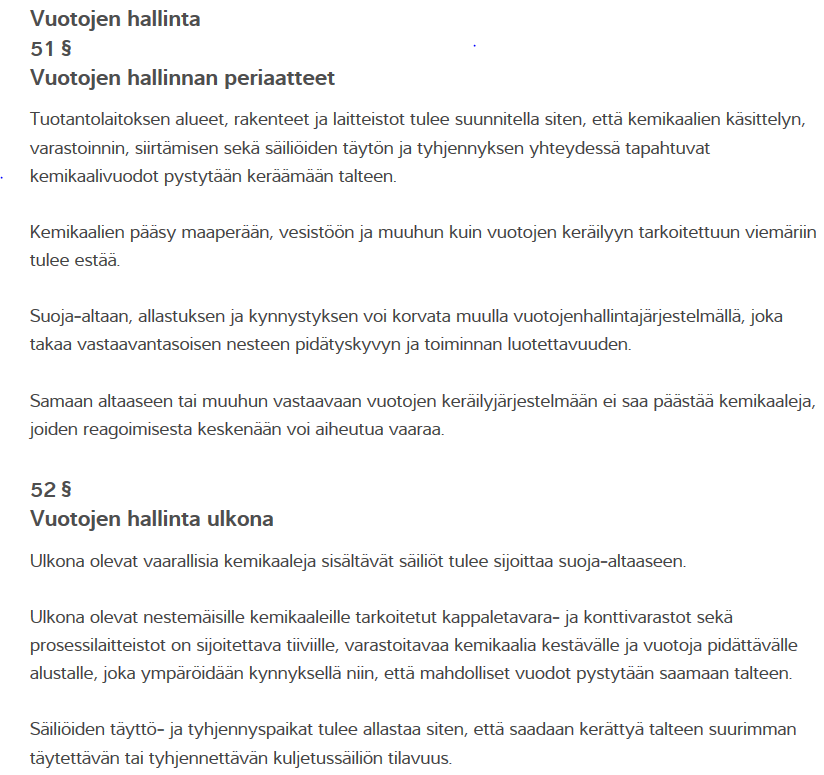 Vuotojen hallinta
51 §
Vuotojen hallinnan periaatteet
Tuotantolaitoksen alueet, rakenteet ja laitteistot tulee suunnitella siten, että kemikaalien käsittelyn,
varastoinnin, siirtämisen sekä säiliöiden täytön ja tyhjennyksen yhteydessä tapahtuvat
kemikaalivuodot pystytään keräämään talteen.
Kemikaalien pääsy maaperään, vesistöön ja muuhun kuin vuotojen keräilyyn tarkoitettuun viemäriin
tulee estää.
Suoja-altaan, allastuksen ja kynnystyksen voi korvata muulla vuotojenhallintajärjestelmällä, joka
takaa vastaavantasoisen nesteen pidätyskyvyn ja toiminnan luotettavuuden.
Samaan altaaseen tai muuhun vastaavaan vuotojen keräilyjärjestelmään ei saa päästää kemikaaleja,
joiden reagoimisesta keskenään voi aiheutua vaaraa.
52 §
Vuotojen hallinta ulkona
Ulkona olevat vaarallisia kemikaaleja sisältävät säiliöt tulee sijoittaa suoja-altaaseen.
Ulkona olevat nestemäisille kemikaaleille tarkoitetut kappaletavara- ja konttivarastot sekä
prosessilaitteistot on sijoitettava tiiviille, varastoitavaa kemikaalia kestävälle ja vuotoja pidättävälle
alustalle, joka ympäröidään kynnyksellä niin, että mahdolliset vuodot pystytään saamaan talteen.
Säiliöiden täyttö- ja tyhjennyspaikat tulee allastaa siten, että saadaan kerättyä talteen suurimman
täytettävän tai tyhjennettävän kuljetussäiliön tilavuus.